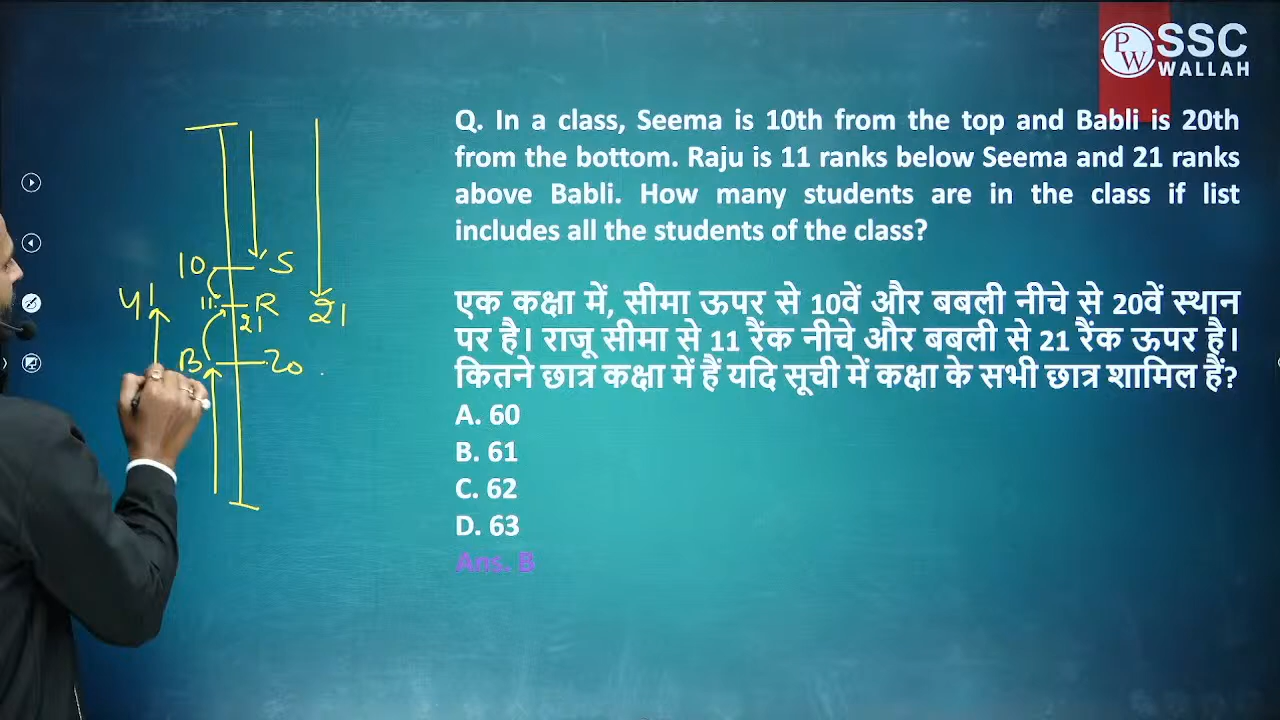 PW SSC
WALLAH
Q. In a class, Seema is 10th from the top and Babli is 20th
from the bottom. Raju is 11 ranks below Seema and 21 ranks
above Babli. How many students are in the class if list
includes all the students of the class?
एक कक्षा में, सीमा ऊपर से 10वें और बबली नीचे से 20वें स्थान
पर है। राजू सीमा से 11 रैंक नीचे और बबली से 21 रैंक ऊपर है।
कितने छात्र कक्षा में हैं यदि सूची में कक्षा के सभी छात्र शामिल हैं?
A. 60
B. 61
C. 62
D. 63
Ans. B
10 S
41 11 R 21
21
B 20